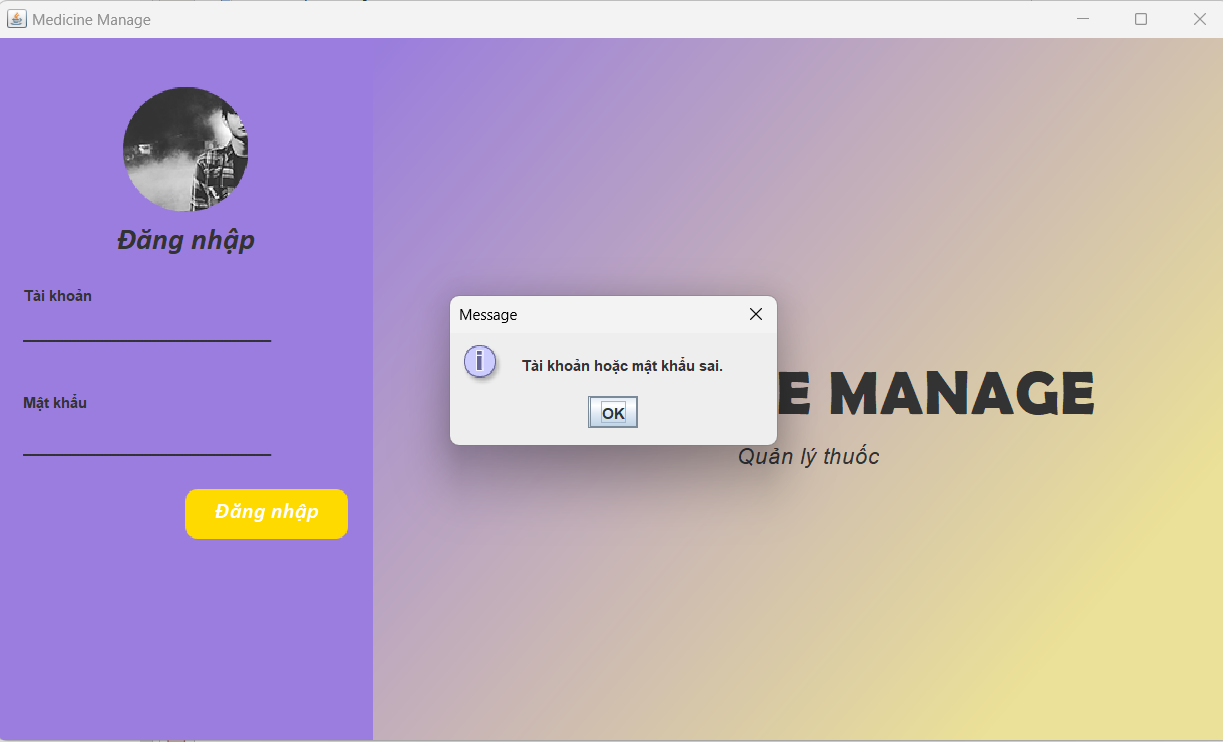 Medicine Manage
Đăng nhập
Tài khoản
Mật khẩu
Đăng nhập
Message
i
Tài khoản hoặc mật khẩu sai.
OK
E MANAGE
Quản lý thuốc